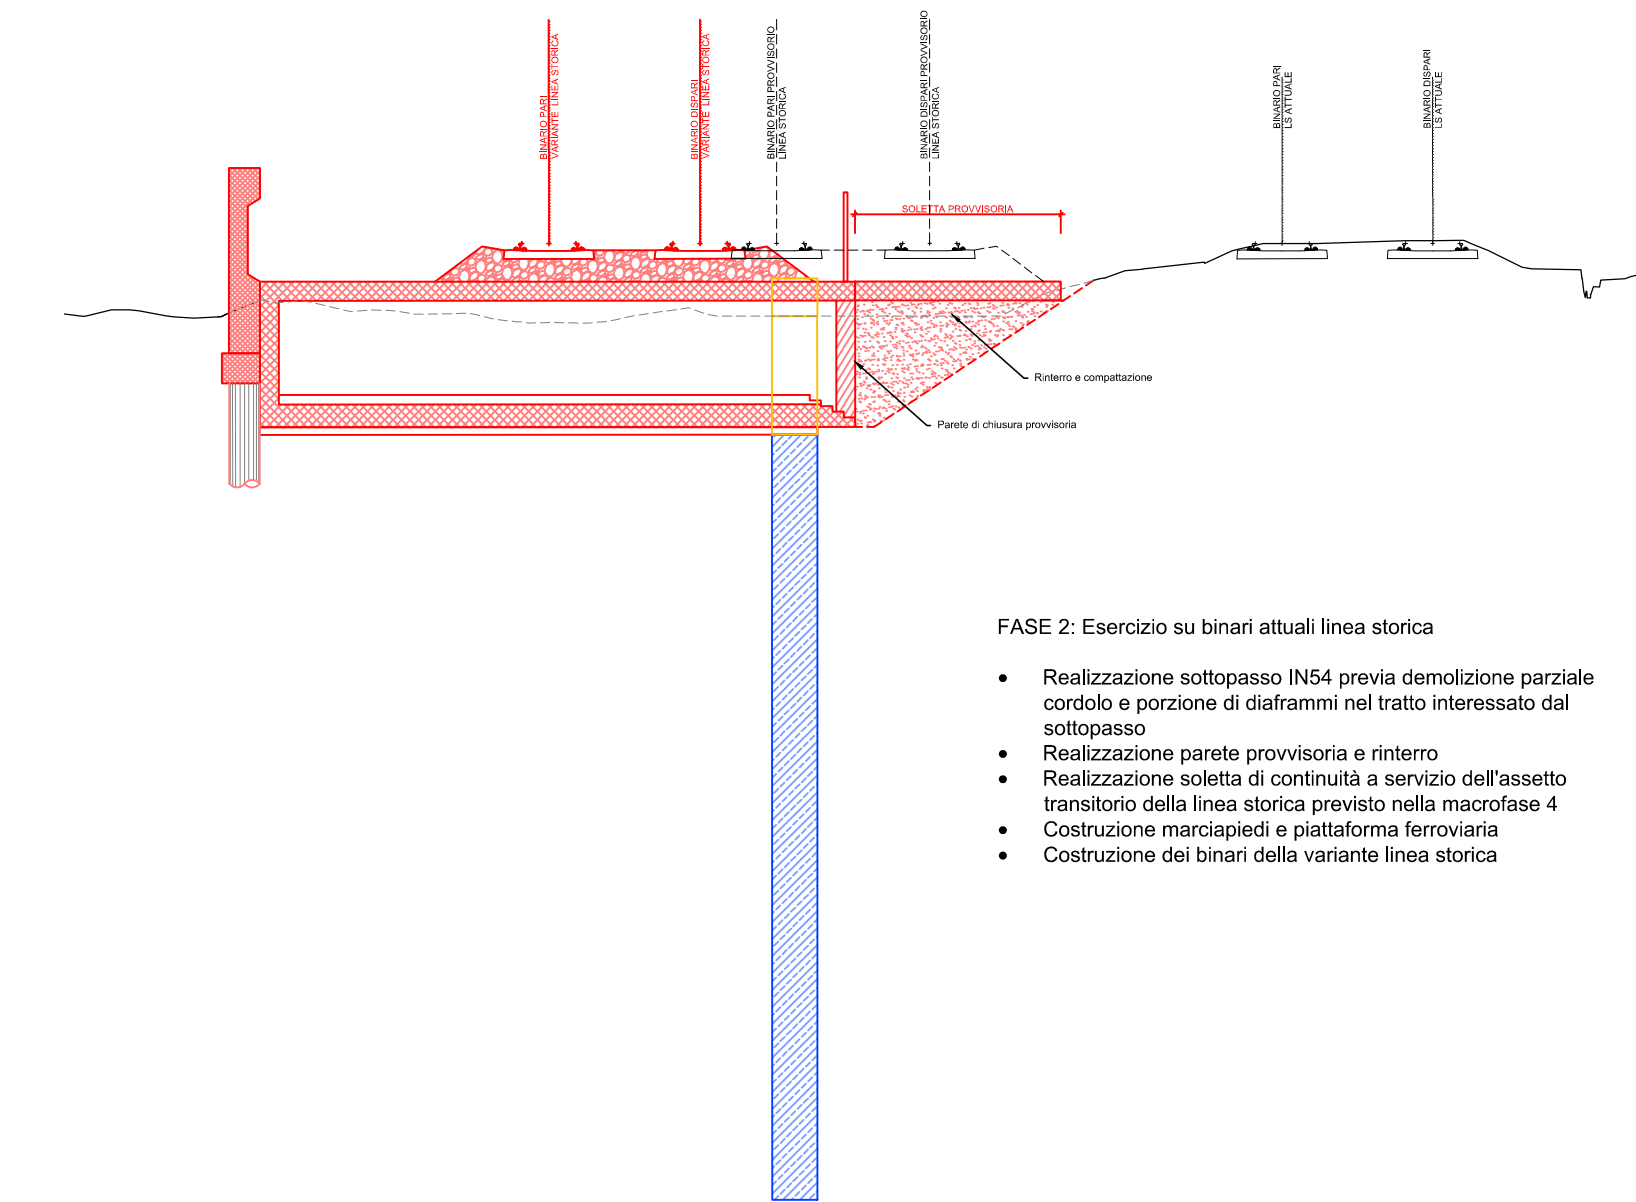 BINARIO PARI
VARIANTE LINEA STORICA
BINARIO DISPARI
VARIANTE LINEA STORICA
BINARIO PARI PROVVISORIO
LINEA STORICA
BINARIO DISPARI PROVVISORIO
LINEA STORICA
BINARIO PARI
LS ATTUALE
BINARIO DISPARI
LS ATTUALE
SOLETTA PROVVISORIA
Rinterro e compattazione
Parete di chiusura provvisoria
FASE 2: Esercizio su binari attuali linea storica
• Realizzazione sottopasso IN54 previa demolizione parziale
cordolo e porzione di diaframmi nel tratto interessato dal
sottopasso
• Realizzazione parete provvisoria e rinterro
• Realizzazione soletta di continuità a servizio dell'assetto
transitorio della linea storica previsto nella macrofase 4
• Costruzione marciapiedi e piattaforma ferroviaria
• Costruzione dei binari della variante linea storica